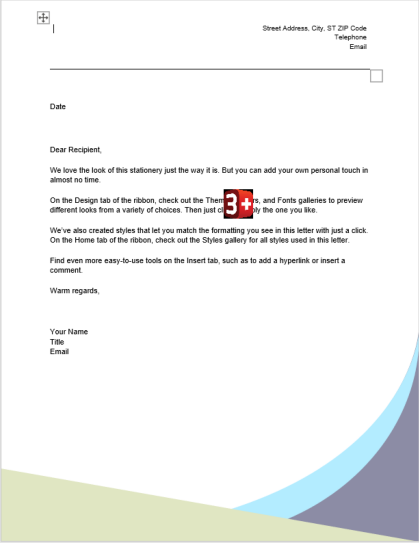 Street Address, City, ST ZIP Code
Telephone
Email
Date
Dear Recipient,
We love the look of this stationery just the way it is. But you can add your own personal touch in
almost no time.
On the Design tab of the ribbon, check out the Them rs, and Fonts galleries to preview
different looks from a variety of choices. Then just cl ly the one you like.
3+
We've also created styles that let you match the formatting you see in this letter with just a click.
On the Home tab of the ribbon, check out the Styles gallery for all styles used in this letter.
Find even more easy-to-use tools on the Insert tab, such as to add a hyperlink or insert a
comment.
Warm regards,
Your Name
Title
Email